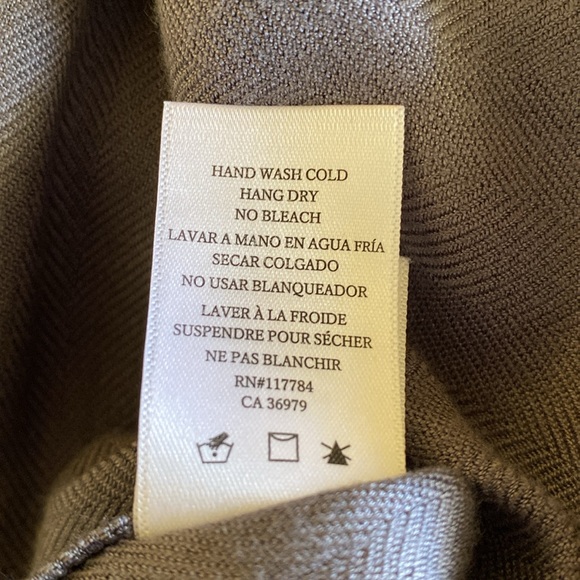 HAND WASH COLD
HANG DRY
NO BLEACH
LAVAR A MANO EN AGUA FRÍA
SECAR COLGADO
NO USAR BLANQUEADOR
LAVER À LA FROIDE
SUSPENDRE POUR SÉCHER
NE PAS BLANCHIR
RN#117784
CA 36979